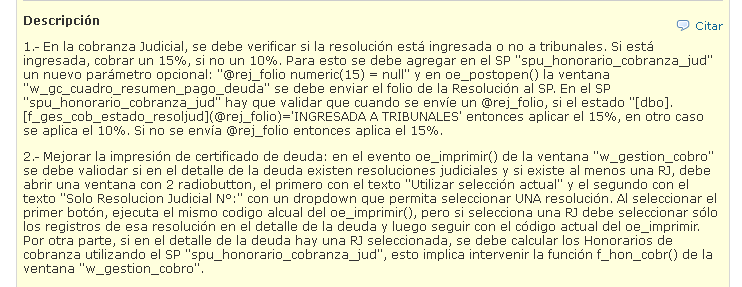 Descripción
Citar
1.- En la cobranza Judicial, se debe verificar si la resolución está ingresada o no a tribunales. Si está
ingresada, cobrar un 15%, si no un 10%. Para esto se debe agregar en el SP "spu_honorario_cobranza_jud"
un nuevo parámetro opcional: "@rej_folio numeric(15) = null" y en oe_postopen() la ventana
"w_gc_cuadro_resumen_pago_deuda" se debe enviar el folio de la Resolución al SP. En el SP
"spu_honorario_cobranza_jud" hay que validar que cuando se envíe un @rej_folio, si el estado "[dbo].
[f_ges_cob_estado_resoljud](@rej_folio)='INGRESADA A TRIBUNALES' entonces aplicar el 15%, en otro caso
se aplica el 10%. Si no se envía @rej_folio entonces aplica el 15%.
2.- Mejorar la impresión de certificado de deuda: en el evento oe_imprimir() de la ventana "w_gestion_cobro"
se debe valiodar si en el detalle de la deuda existen resoluciones judiciales y si existe al menos una RJ, debe
abrir una ventana con 2 radiobutton, el primero con el texto "Utilizar selección actual" y el segundo con el
texto "Solo Resolucion Judicial Nº:" con un dropdown que permita seleccionar UNA resolución. Al seleccionar el
primer botón, ejecuta el mismo codigo alcual del oe_imprimir(), pero si selecciona una RJ debe seleccionar sólo
los registros de esa resolución en el detalle de la deuda y luego seguir con el código actual del oe_imprimir.
Por otra parte, si en el detalle de la deuda hay una RJ seleccionada, se debe calcular los Honorarios de
cobranza utilizando el SP "spu_honorario_cobranza_jud", esto implica intervenir la función f_hon_cobr() de la
ventana "w_gestion_cobro".